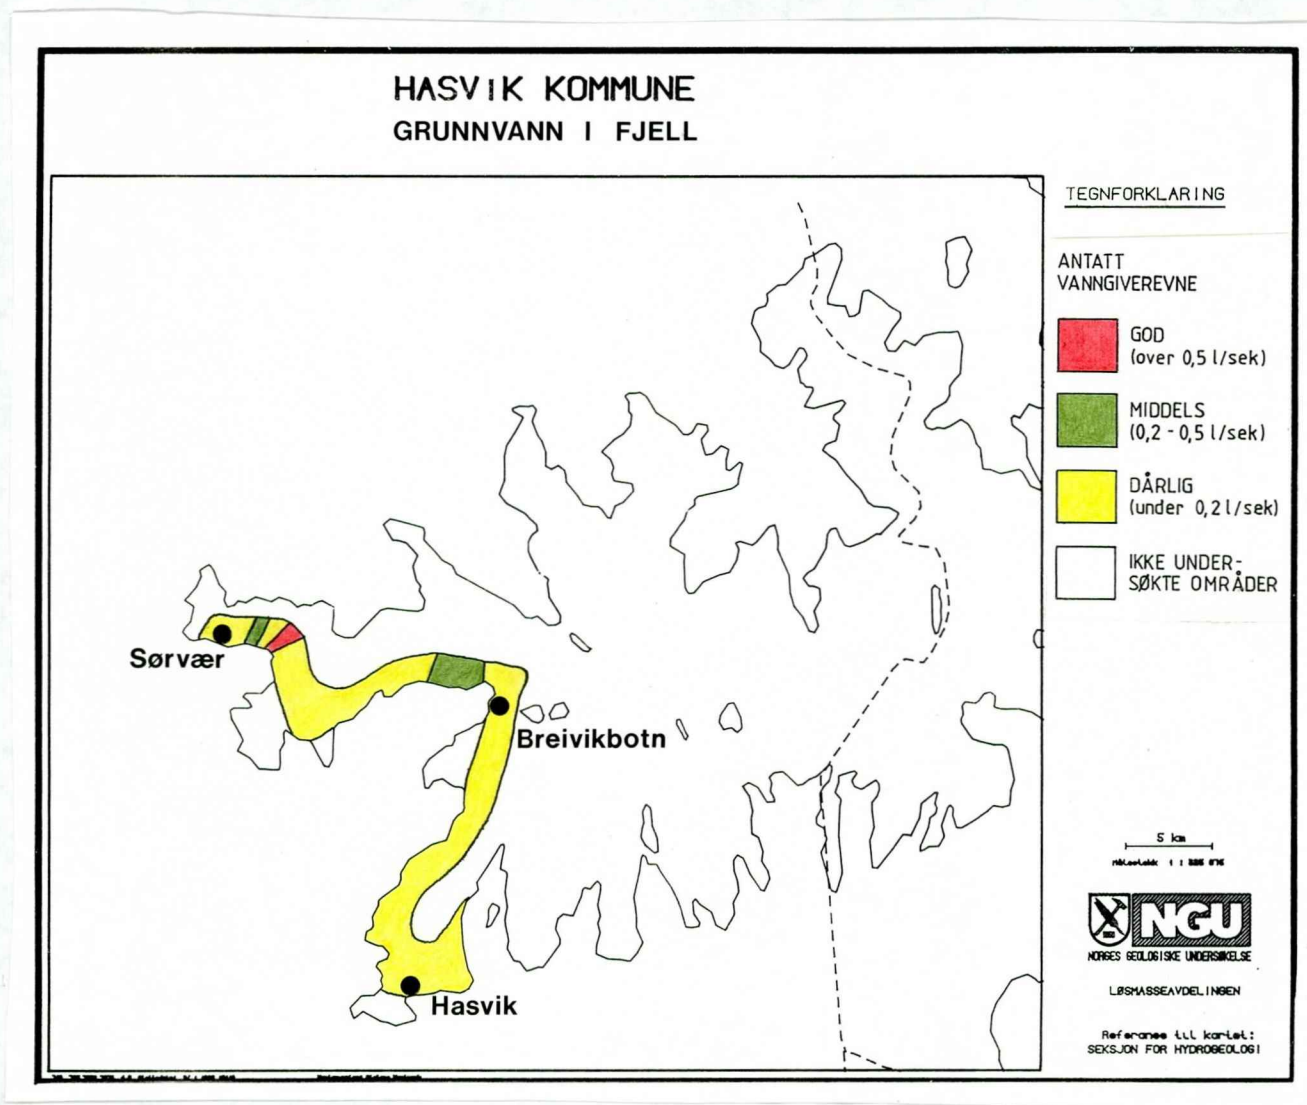 HASVIK KOMMUNE
GRUNNVANN I FJELL
TEGNFORKLARING
ANTATT
VANNGIVEREVNE
GOD
(over 0,5 l/sek)
MIDDELS
(0,2 - 0,5 l/sek)
DÅRLIG
(under 0,2 l/sek)
IKKE UNDER-
SØKTE OMRÅDER
Sørvær
Breivikbotn
Hasvik
5 km
Målestokk 1 :
NGU
NORGES GEOLOGISKE UNDERSØKELSE
LØSMASSEAVDELINGEN
Referanse til kartet:
SEKSJON FOR HYDROGEOLOGI